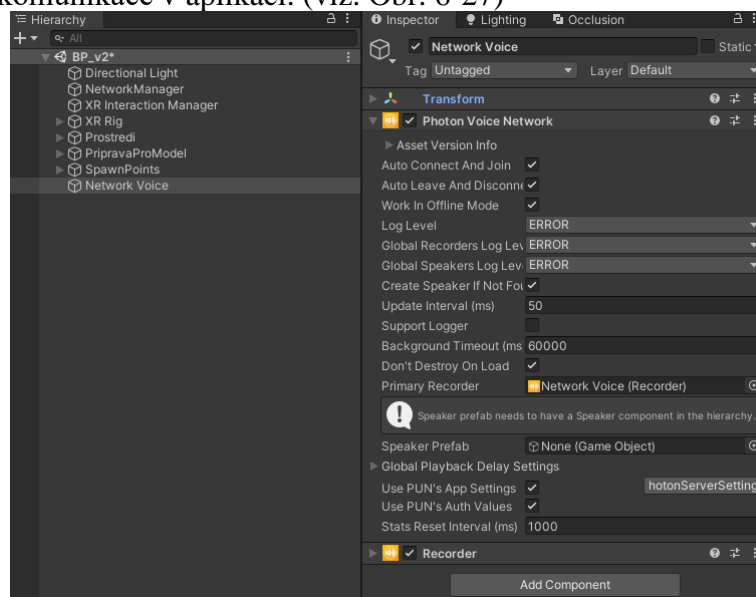 komunikace v aplikaci. (viz. Obr. 6-27)
Hierarchy
All
BP_v2*
Directional Light
NetworkManager
XR Interaction Manager
XR Rig
Prostredi
PripravaProModel
SpawnPoints
Network Voice
Inspector Lighting Occlusion
Network Voice Static
Tag Untagged Layer Default
Transform
Photon Voice Network
Asset Version Info
Auto Connect And Join
Auto Leave And Disconne
Work In Offline Mode
Log Level ERROR
Global Recorders Log Lev ERROR
Global Speakers Log Lev ERROR
Create Speaker If Not Fou
Update Interval (ms) 50
Support Logger
Background Timeout (ms 60000
Don't Destroy On Load
Primary Recorder Network Voice (Recorder)
Speaker prefab needs to have a Speaker component in the hierarchy.
Speaker Prefab None (Game Object)
Global Playback Delay Settings
Use PUN's App Settings hotonServerSetting
Use PUN's Auth Values
Stats Reset Interval (ms) 1000
Recorder
Add Component